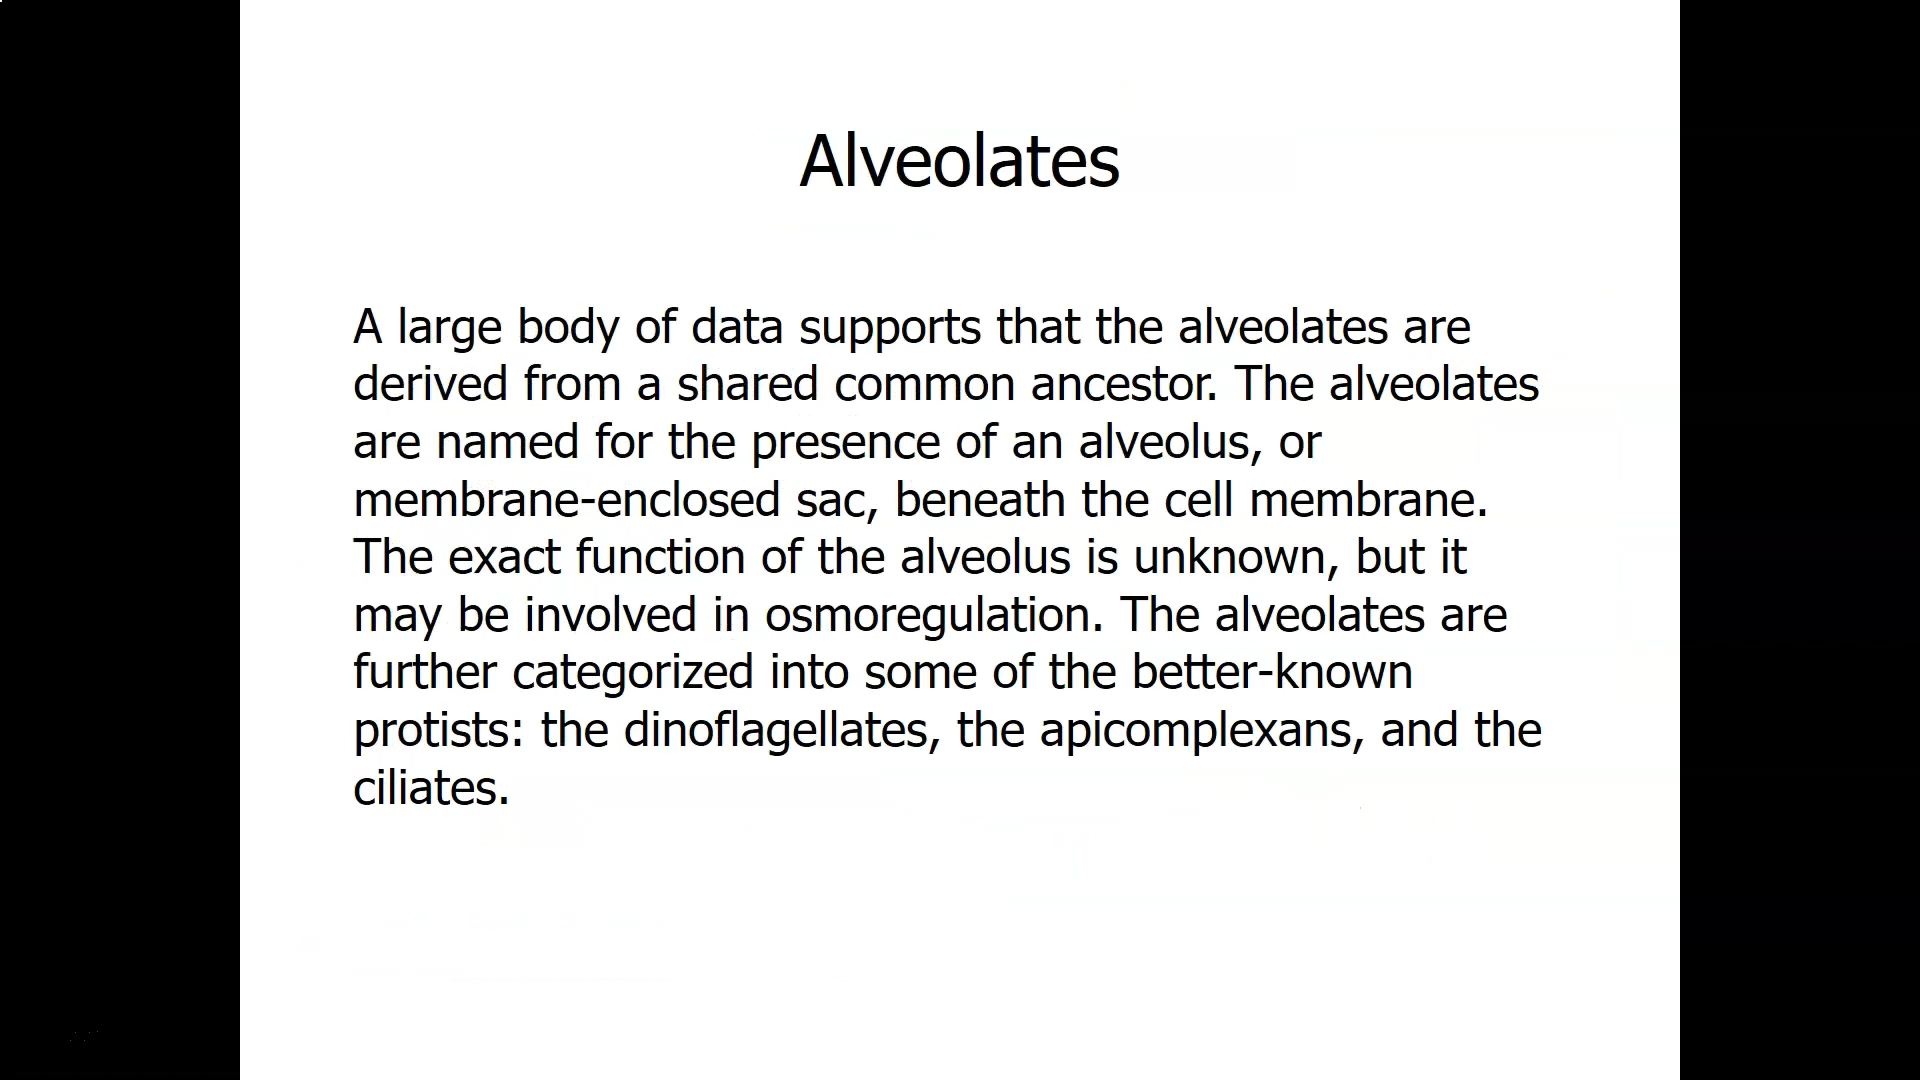 Alveolates
A large body of data supports that the alveolates are
derived from a shared common ancestor. The alveolates
are named for the presence of an alveolus, or
membrane-enclosed sac, beneath the cell membrane.
The exact function of the alveolus is unknown, but it
may be involved in osmoregulation. The alveolates are
further categorized into some of the better-known
protists: the dinoflagellates, the apicomplexans, and the
ciliates.